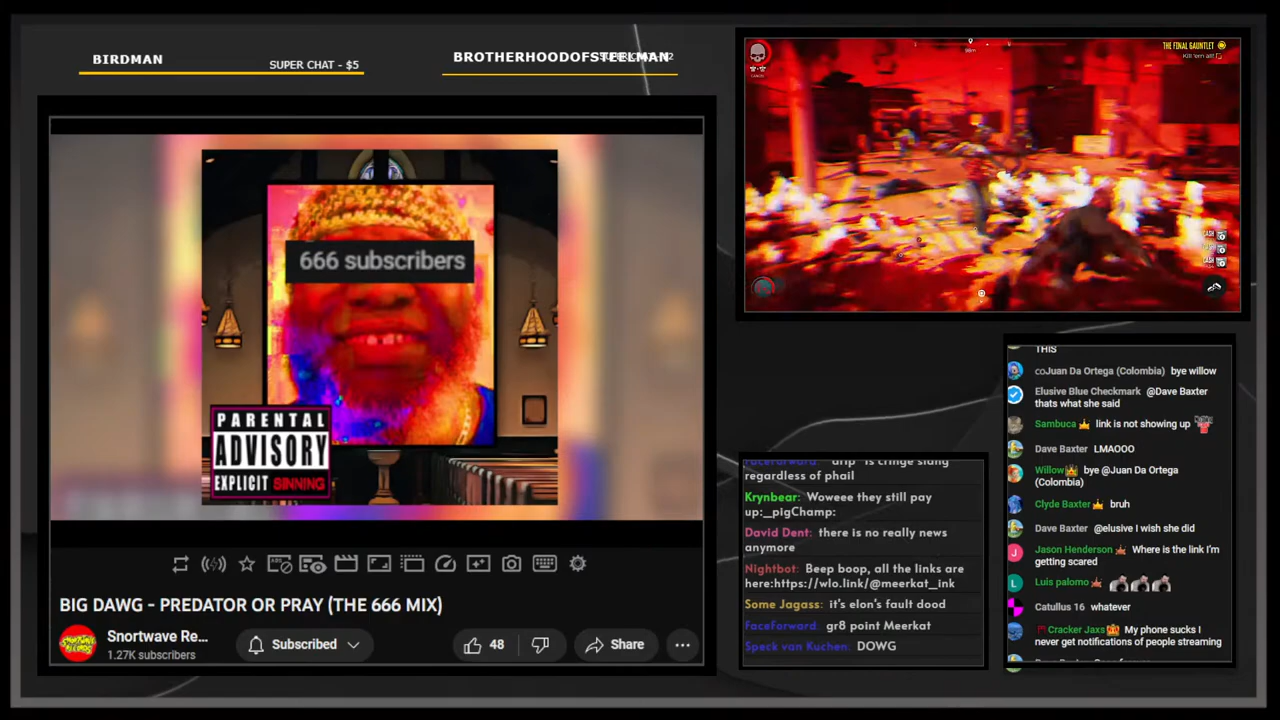 BIRDMAN
SUPER CHAT - $5
BROTHERHOODOFSTEELMAN
666 subscribers
PARENTAL
ADVISORY
EXPLICIT SINNING
BIG DAWG - PREDATOR OR PRAY (THE 666 MIX)
Snortwave Re...
1.27K subscribers
Subscribed
48
Share
THE FINAL GAUNTLET
Kill 'em all!
CASH
CASH
Faceforward: "drip" is cringe slang
regardless of phail
Krynbear: Woweee they still pay
up:_pigChamp:
David Dent: there is no really news
anymore
Nightbot: Beep boop, all the links are
here:https://wlo.link/@meerkat_ink
Some Jagass: it's elon's fault dood
Faceforward: gr8 point Meerkat
Speck van Kuchen: DOWG
THIS
coJuan Da Ortega (Colombia) bye willow
Elusive Blue Checkmark @Dave Baxter
thats what she said
Sambuca link is not showing up
Dave Baxter LMAOOO
Willow bye @Juan Da Ortega
(Colombia)
Clyde Baxter bruh
Dave Baxter @elusive I wish she did
Jason Henderson Where is the link I'm
getting scared
Luis palomo
Catullus 16 whatever
Cracker Jaxs My phone sucks I
never get notifications of people streaming